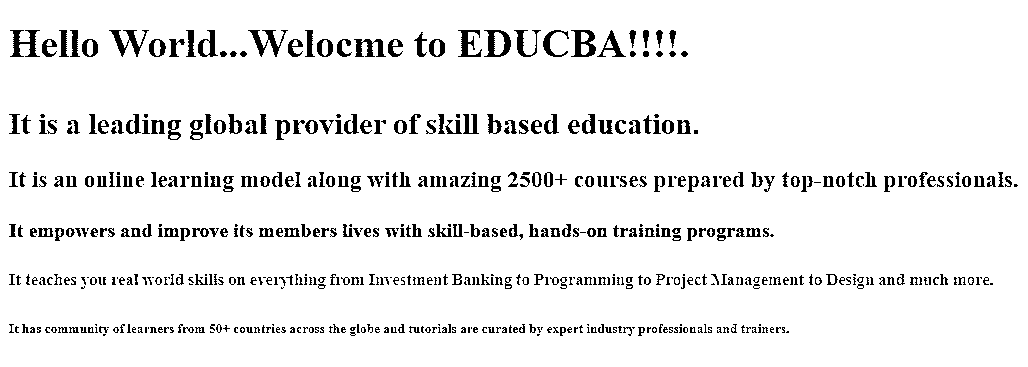 Hello World...Welocme to EDUCBA!!!!.
It is a leading global provider of skill based education.
It is an online learning model along with amazing 2500+ courses prepared by top-notch professionals.
It empowers and improve its members lives with skill-based, hands-on training programs.
It teaches you real world skills on everything from Investment Banking to Programming to Project Management to Design and much more.
It has community of learners from 50+ countries across the globe and tutorials are curated by expert industry professionals and trainers.